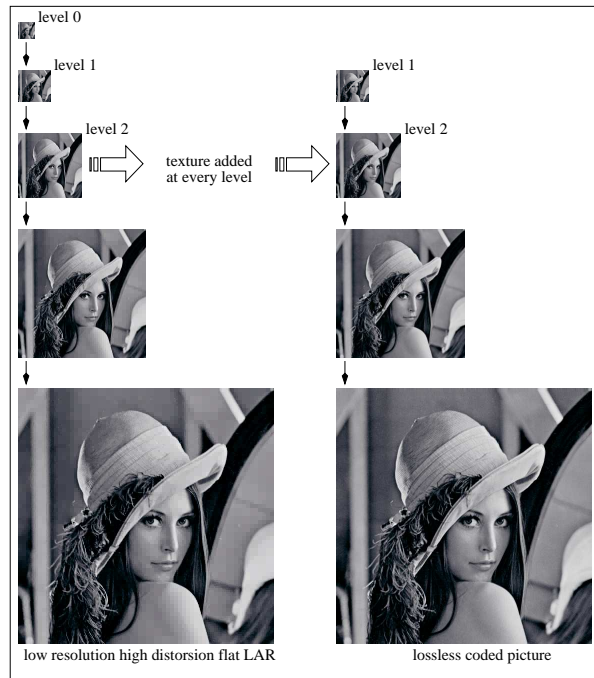 level 0
level 1
level 1
level 2
level 2
texture added
at every level
low resolution high distorsion flat LAR
lossless coded picture